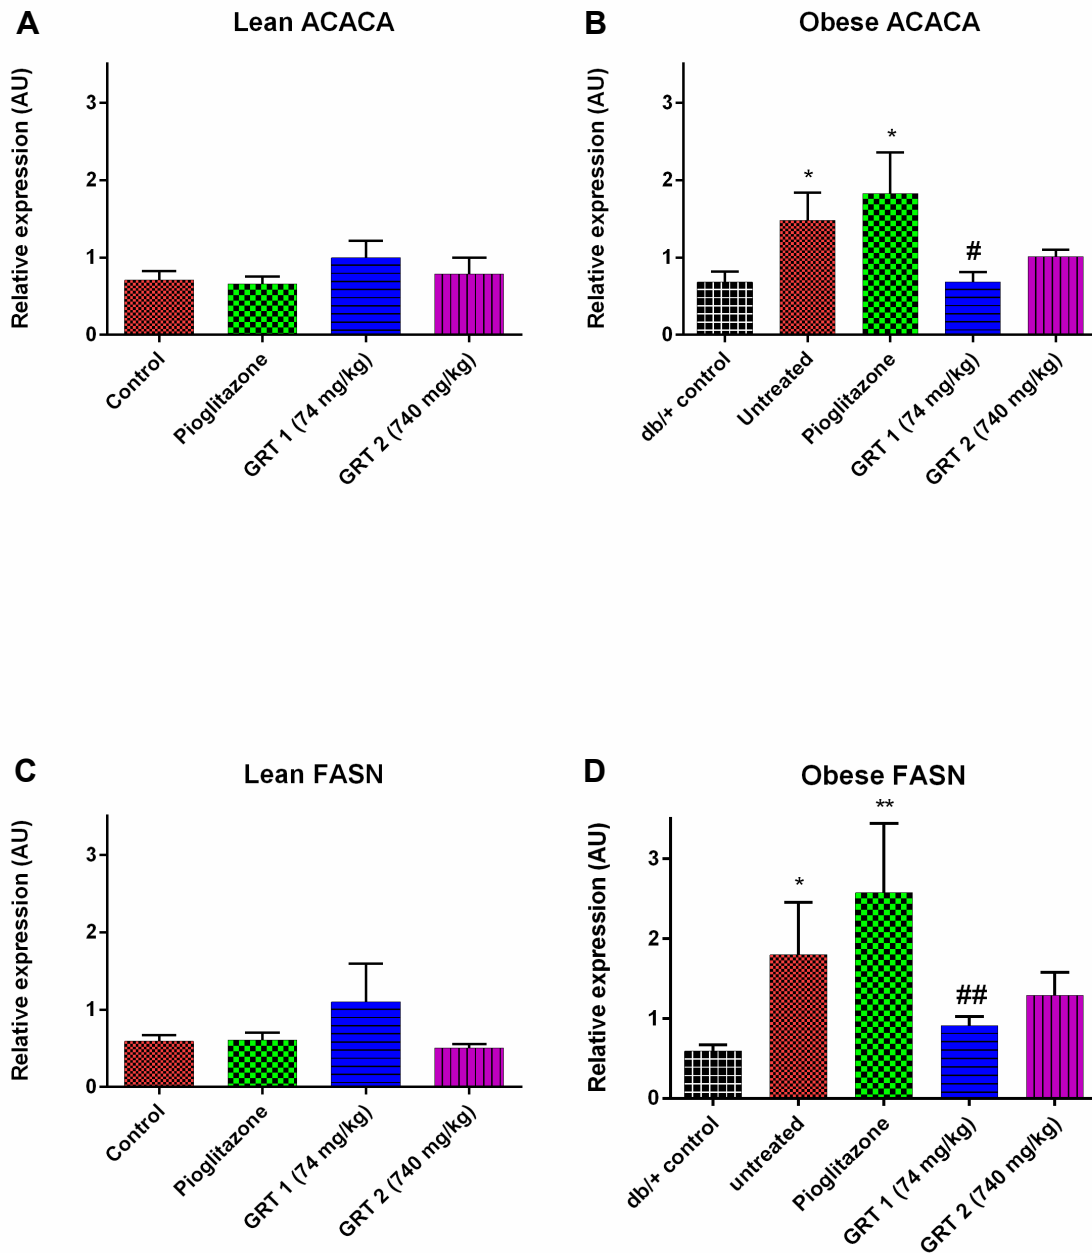 A
Lean ACACA
Relative expression (AU)
3
2
1
0
Control
Pioglitazone
GRT 1 (74 mg/kg)
GRT 2 (740 mg/kg)
B
Obese ACACA
Relative expression (AU)
3
2
1
0
*
*
#
db/+ control
Untreated
Pioglitazone
GRT 1 (74 mg/kg)
GRT 2 (740 mg/kg)
C
Lean FASN
Relative expression (AU)
3
2
1
0
Control
Pioglitazone
GRT 1 (74 mg/kg)
GRT 2 (740 mg/kg)
D
Obese FASN
Relative expression (AU)
3
2
1
0
*
**
##
db/+ control
untreated
Pioglitazone
GRT 1 (74 mg/kg)
GRT 2 (740 mg/kg)